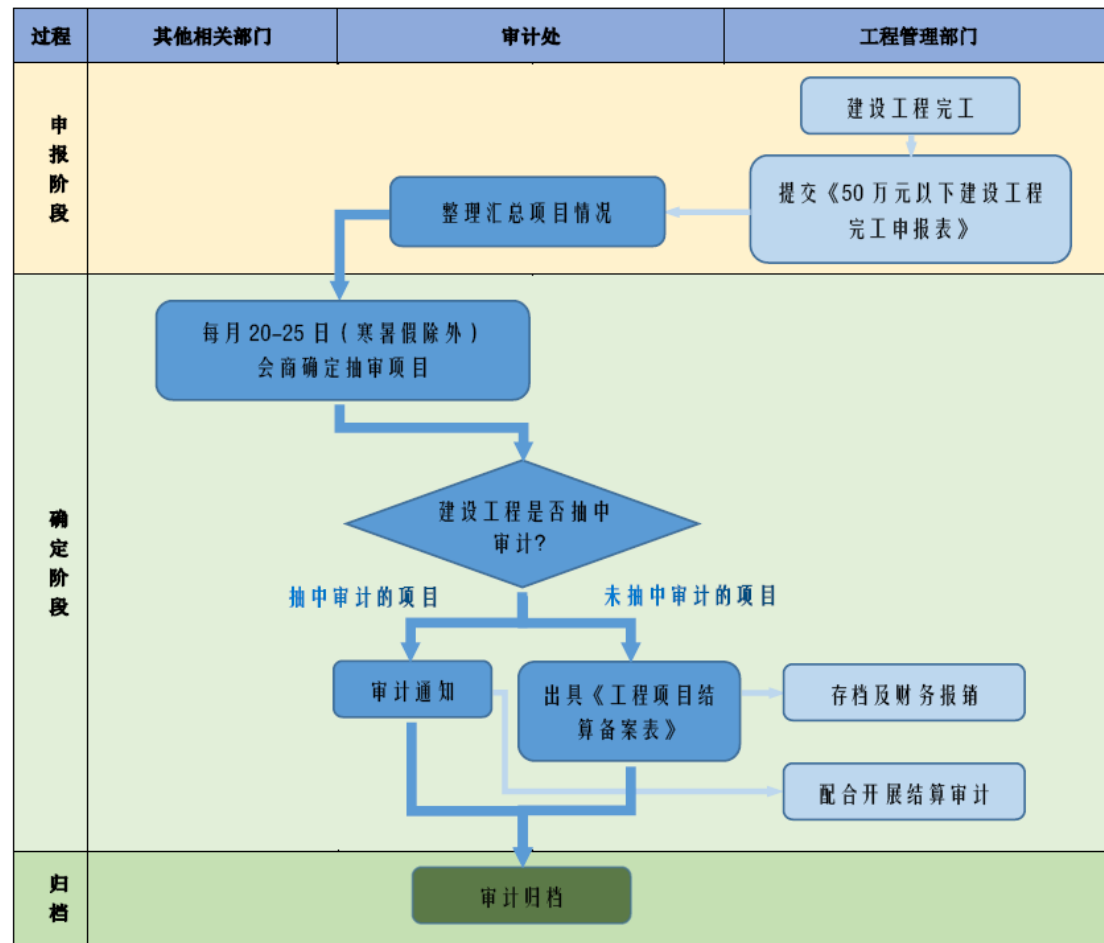 过程
其他相关部门
审计处
工程管理部门
申报阶段
建设工程完工
提交《50万元以下建设工程
完工申报表》
整理汇总项目情况
确定阶段
每月20-25日(寒暑假除外)
会商确定抽审项目
建设工程是否抽中
审计?
抽中审计的项目
未抽中审计的项目
审计通知
出具《工程项目结
算备案表》
存档及财务报销
配合开展结算审计
归档
审计归档